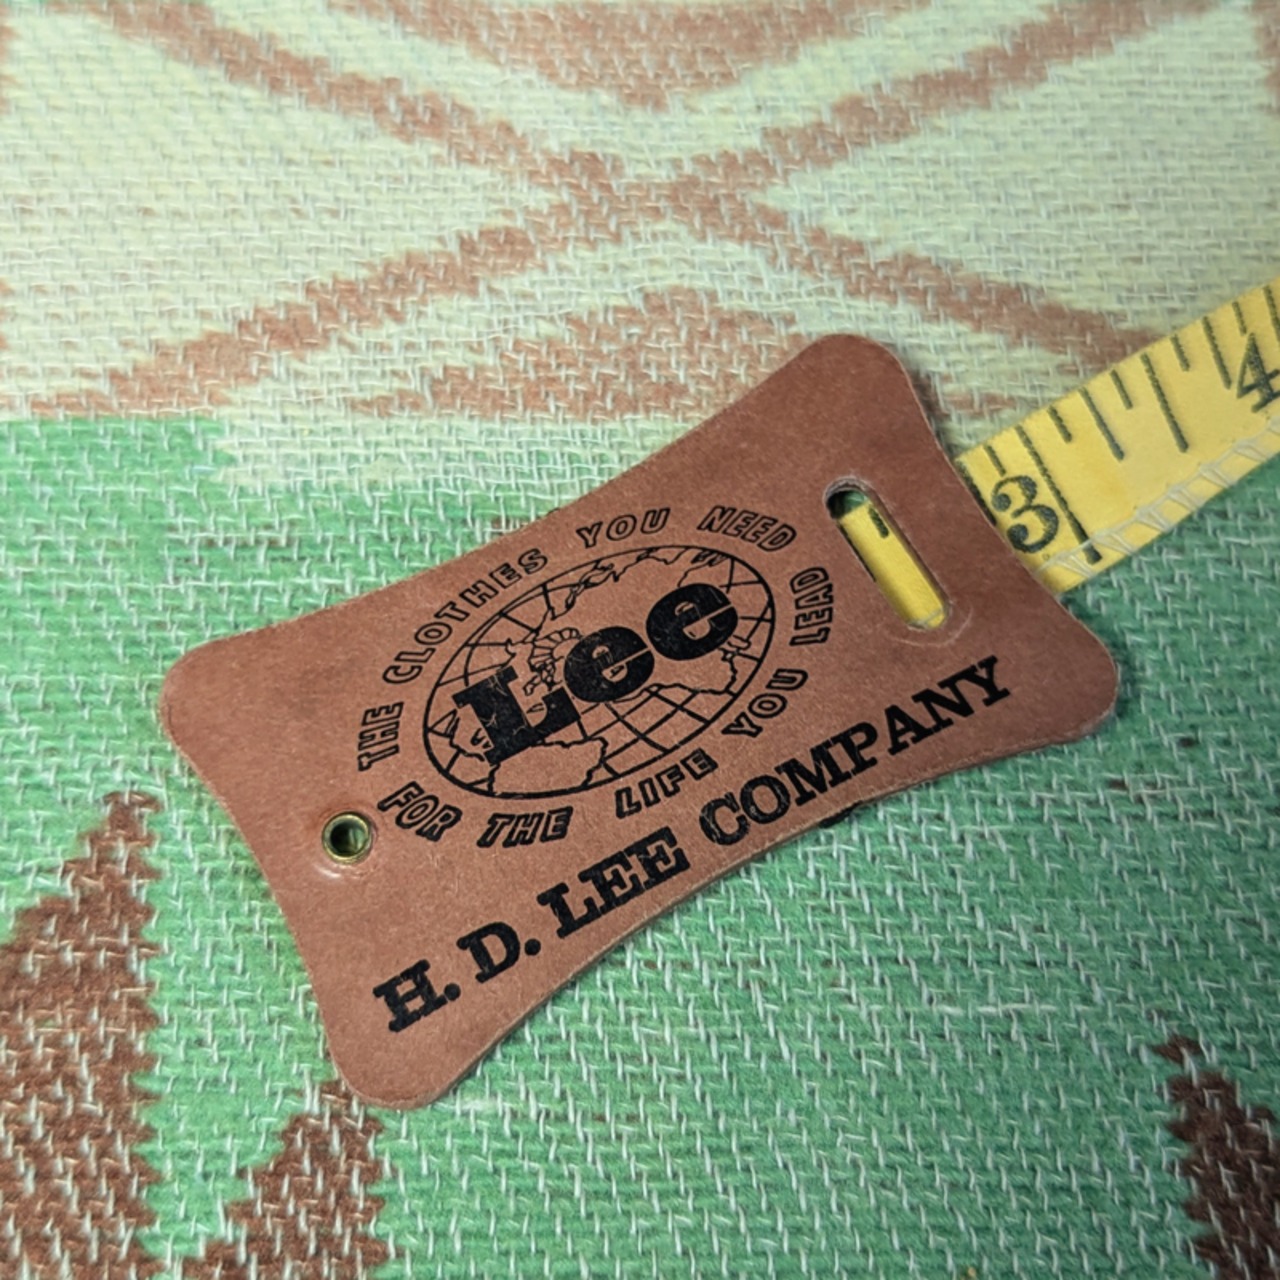 THE CLOTHES YOU NEED
Lee
FOR THE LIFE YOU LEAD
H. D. LEE COMPANY
3
4